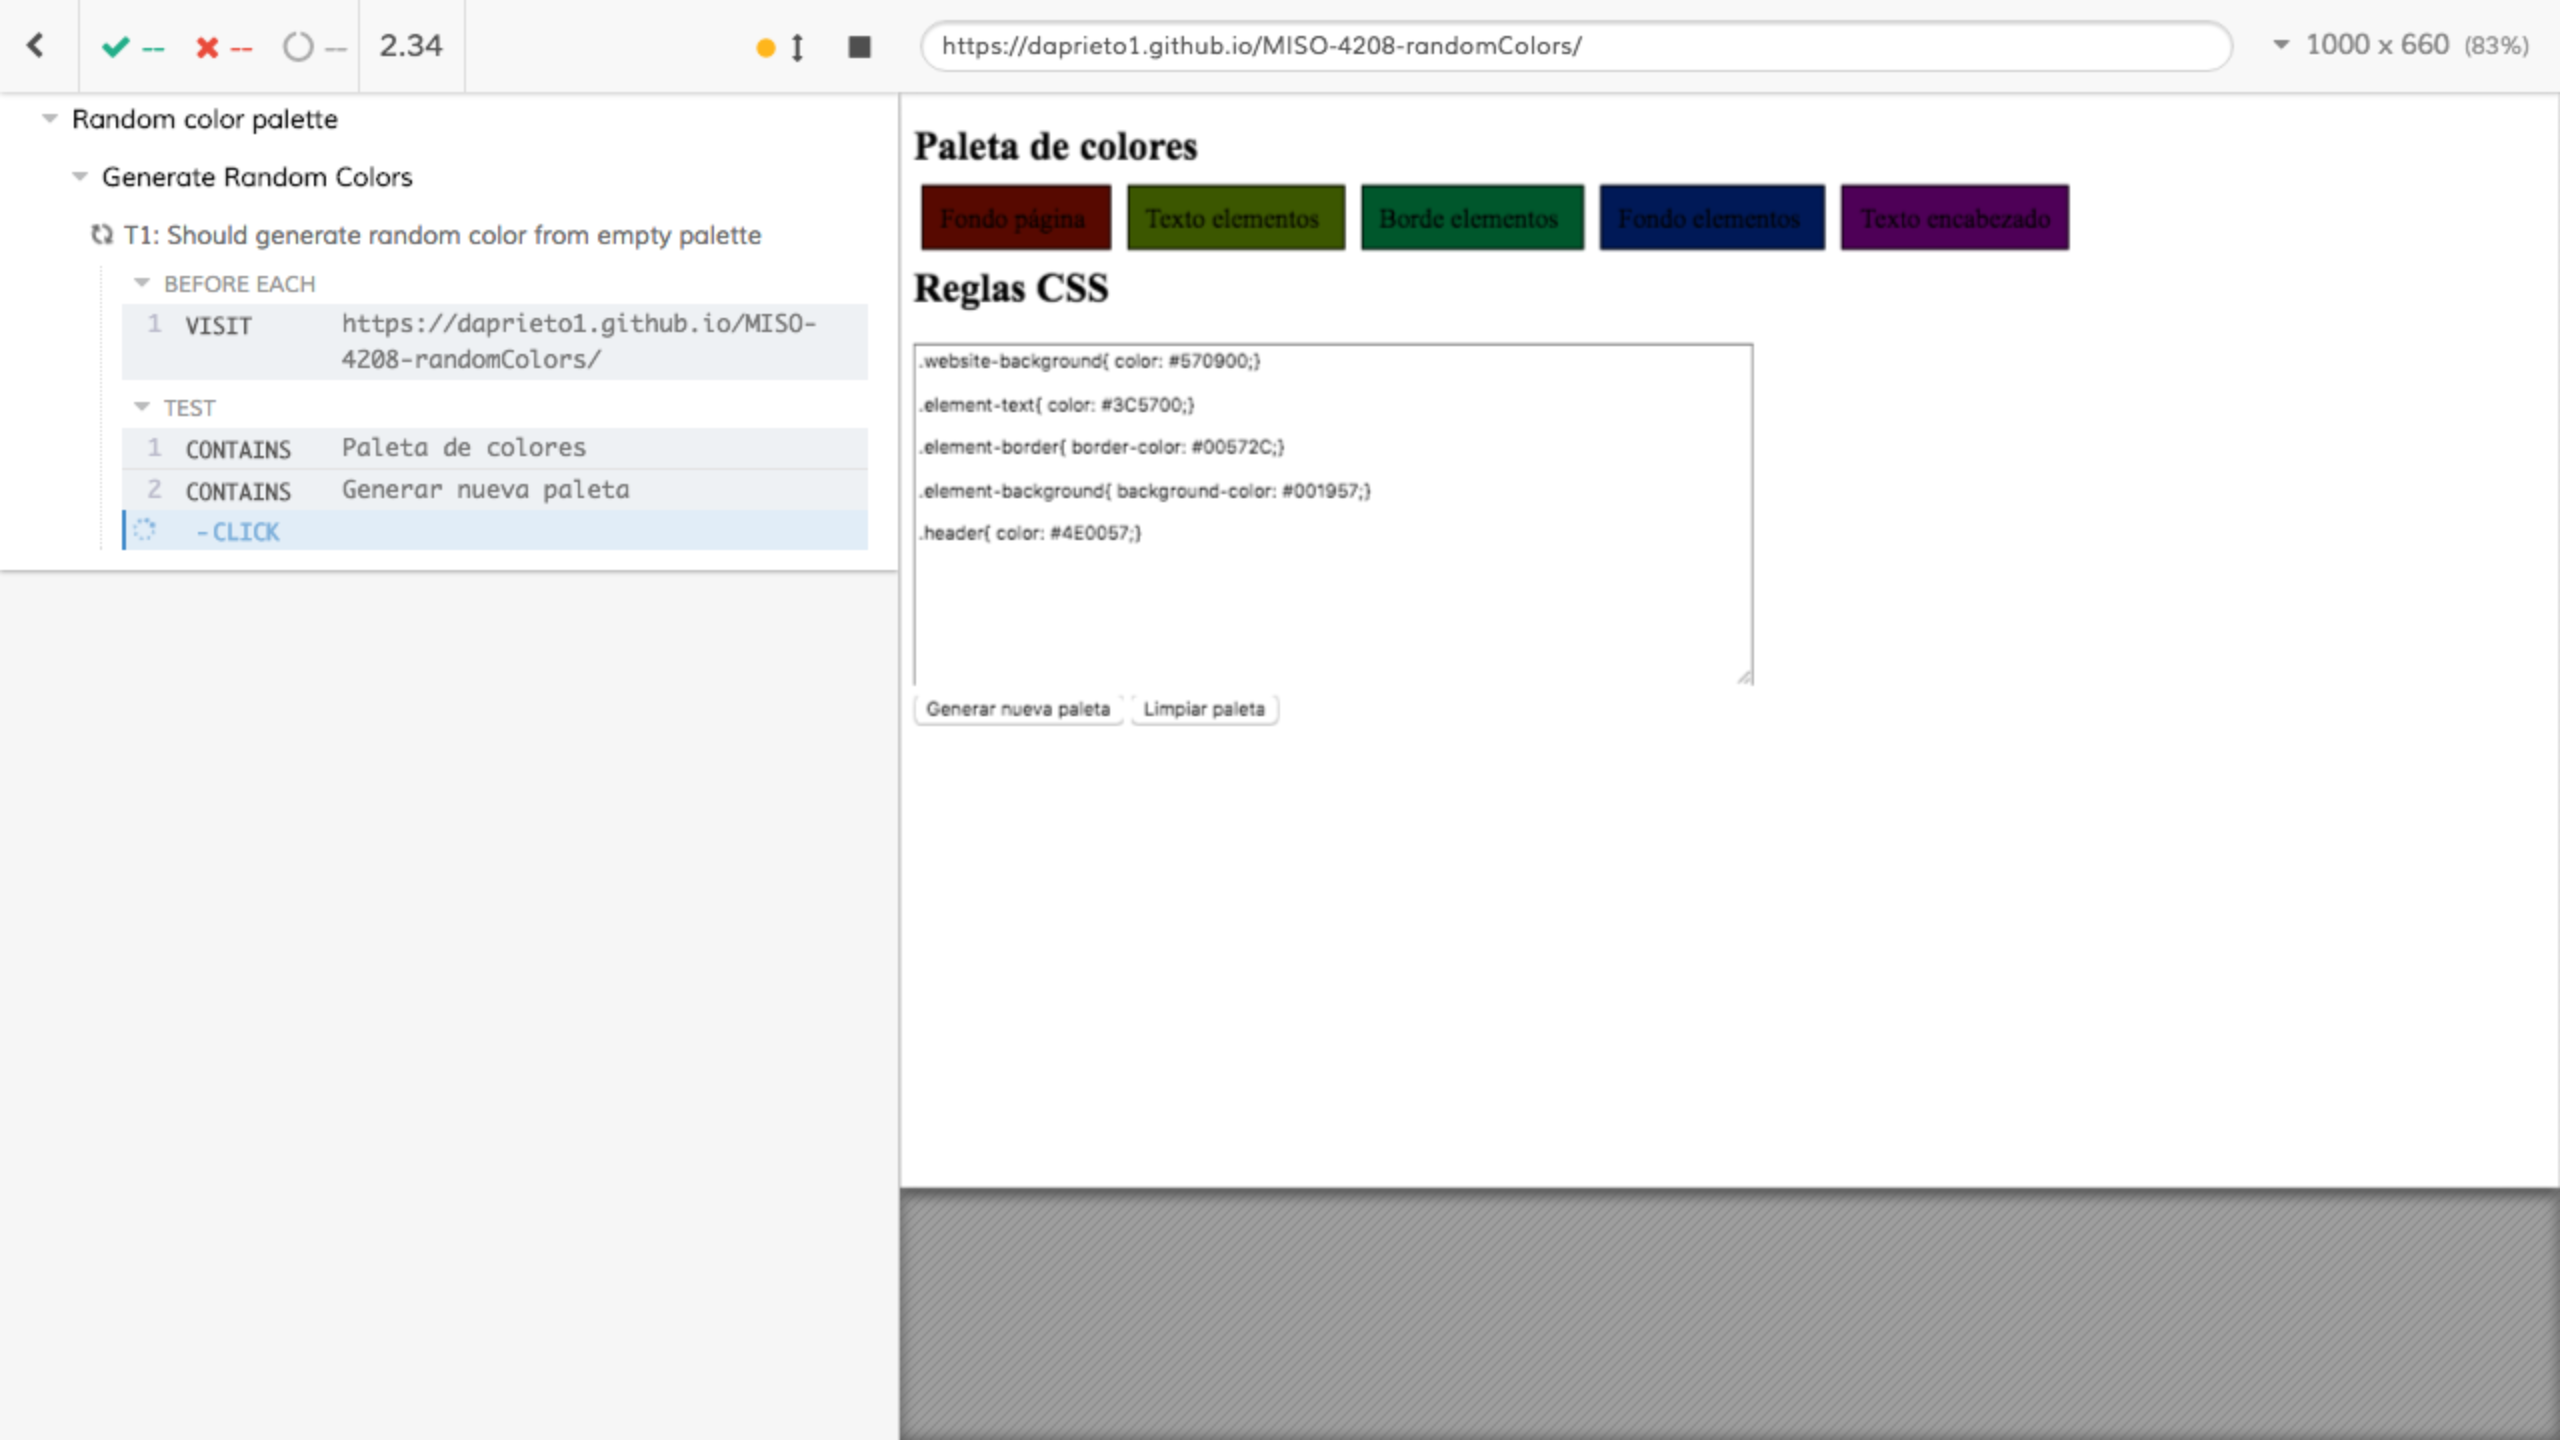 -- -- -- 2.34
https://daprieto1.github.io/MISO-4208-randomColors/
1000 x 660 (83%)
Random color palette
Generate Random Colors
T1: Should generate random color from empty palette
BEFORE EACH
1 VISIT https://daprieto1.github.io/MISO-
4208-randomColors/
TEST
1 CONTAINS Paleta de colores
2 CONTAINS Generar nueva paleta
-CLICK
Paleta de colores
Fondo página Texto elementos Borde elementos Fondo elementos Texto encabezado
Reglas CSS
.website-background{ color: #570900;}
.element-text{ color: #3C5700;}
.element-border{ border-color: #00572C;}
.element-background{ background-color: #001957;}
.header{ color: #4E0057;}
Generar nueva paleta Limpiar paleta